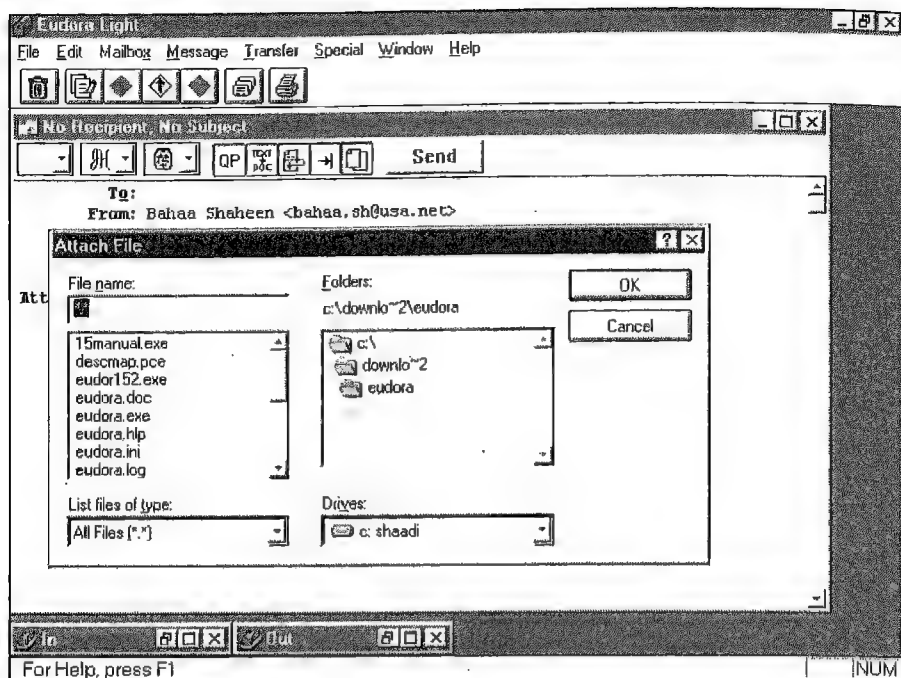 Eudora Light
File Edit Mailbox Message Transfer Special Window Help
No Recipient, No Subject
QP TEXT DOC Send
To:
From: Bahaa Shaheen <bahaa.sh@usa.net>
Att
Attach File
File name:
Folders:
OK
c:\downlo~2\eudora
Cancel
15manual.exe
descmap.pce
eudor152.exe
eudora.doc
eudora.exe
eudora.hlp
eudora.ini
eudora.log
c:\
downlo~2
eudora
List files of type:
Drives:
All Files (*.*)
c: shaadi
In
Out
For Help, press F1
NUM